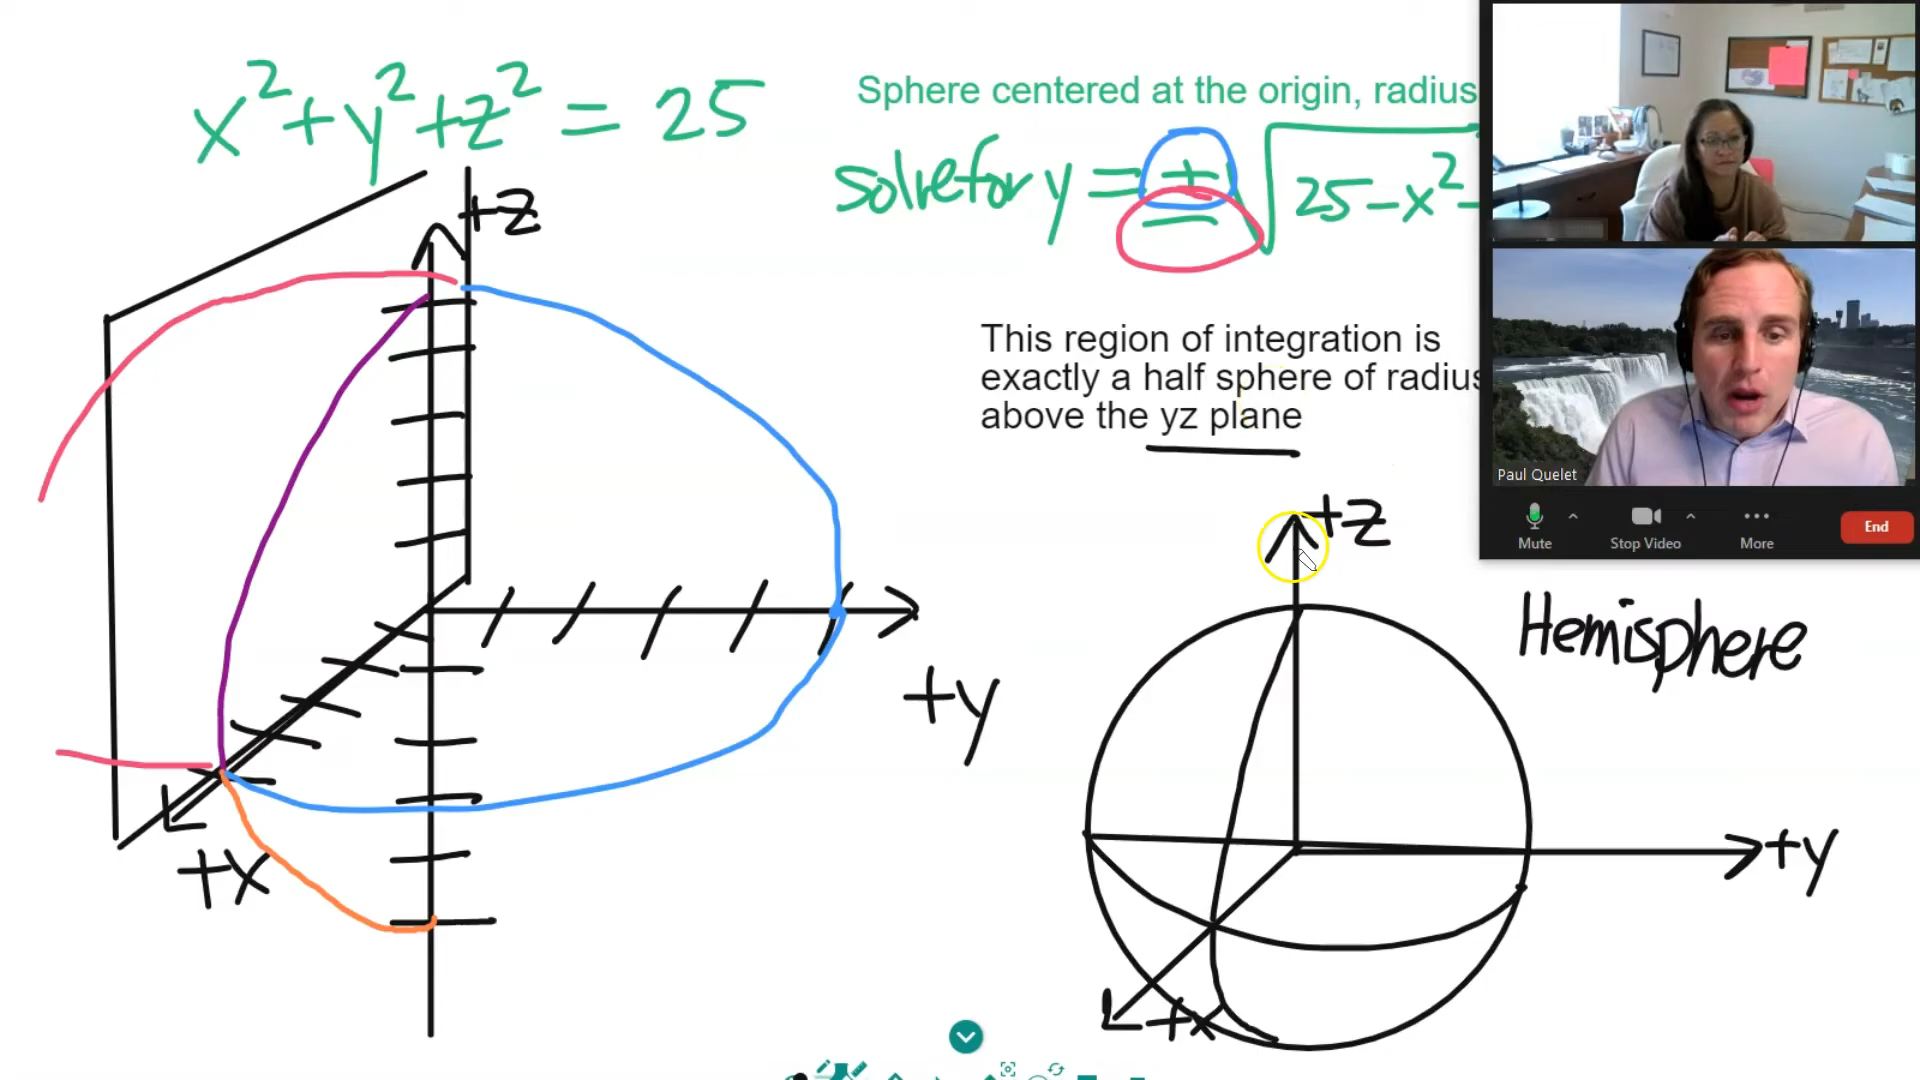 x²+y²+z² = 25
Sphere centered at the origin, radius
solve for y = ± √25-x²-
+z
This region of integration is
exactly a half sphere of radius
above the yz plane
+y
+x
+z
Hemisphere
+y
+x
Paul Quelet
Mute
Stop Video
More
End